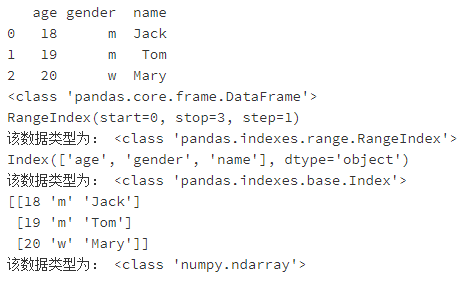 age gender name
0 18 m Jack
1 19 m Tom
2 20 w Mary
<class 'pandas.core.frame.DataFrame'>
RangeIndex(start=0, stop=3, step=1)
该数据类型为: <class 'pandas.indexes.range.RangeIndex'>
Index(['age', 'gender', 'name'], dtype='object')
该数据类型为: <class 'pandas.indexes.base.Index'>
[[18 'm' 'Jack']
 [19 'm' 'Tom']
 [20 'w' 'Mary']]
该数据类型为: <class 'numpy.ndarray'>